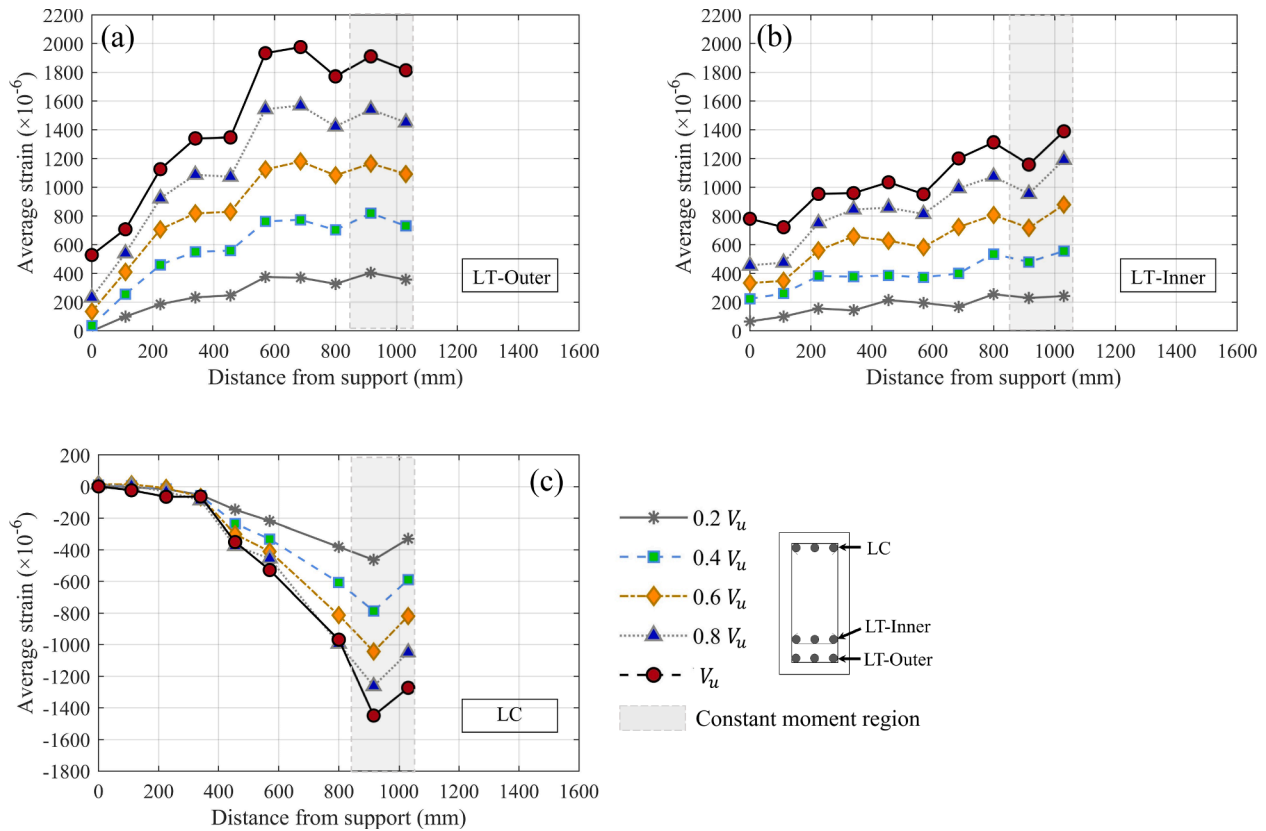 (a)
2200
2000
1800
1600
1400
1200
1000
800
600
400
200
0
Average strain (×10⁻⁶)
LT-Outer
0 200 400 600 800 1000 1200 1400 1600
Distance from support (mm)
(b)
2200
2000
1800
1600
1400
1200
1000
800
600
400
200
0
Average strain (×10⁻⁶)
LT-Inner
0 200 400 600 800 1000 1200 1400 1600
Distance from support (mm)
(c)
200
0
-200
-400
-600
-800
-1000
-1200
-1400
-1600
-1800
Average strain (×10⁻⁶)
LC
0 200 400 600 800 1000 1200 1400 1600
Distance from support (mm)
0.2 Vu
0.4 Vu
0.6 Vu
0.8 Vu
Vu
Constant moment region
LC
LT-Inner
LT-Outer